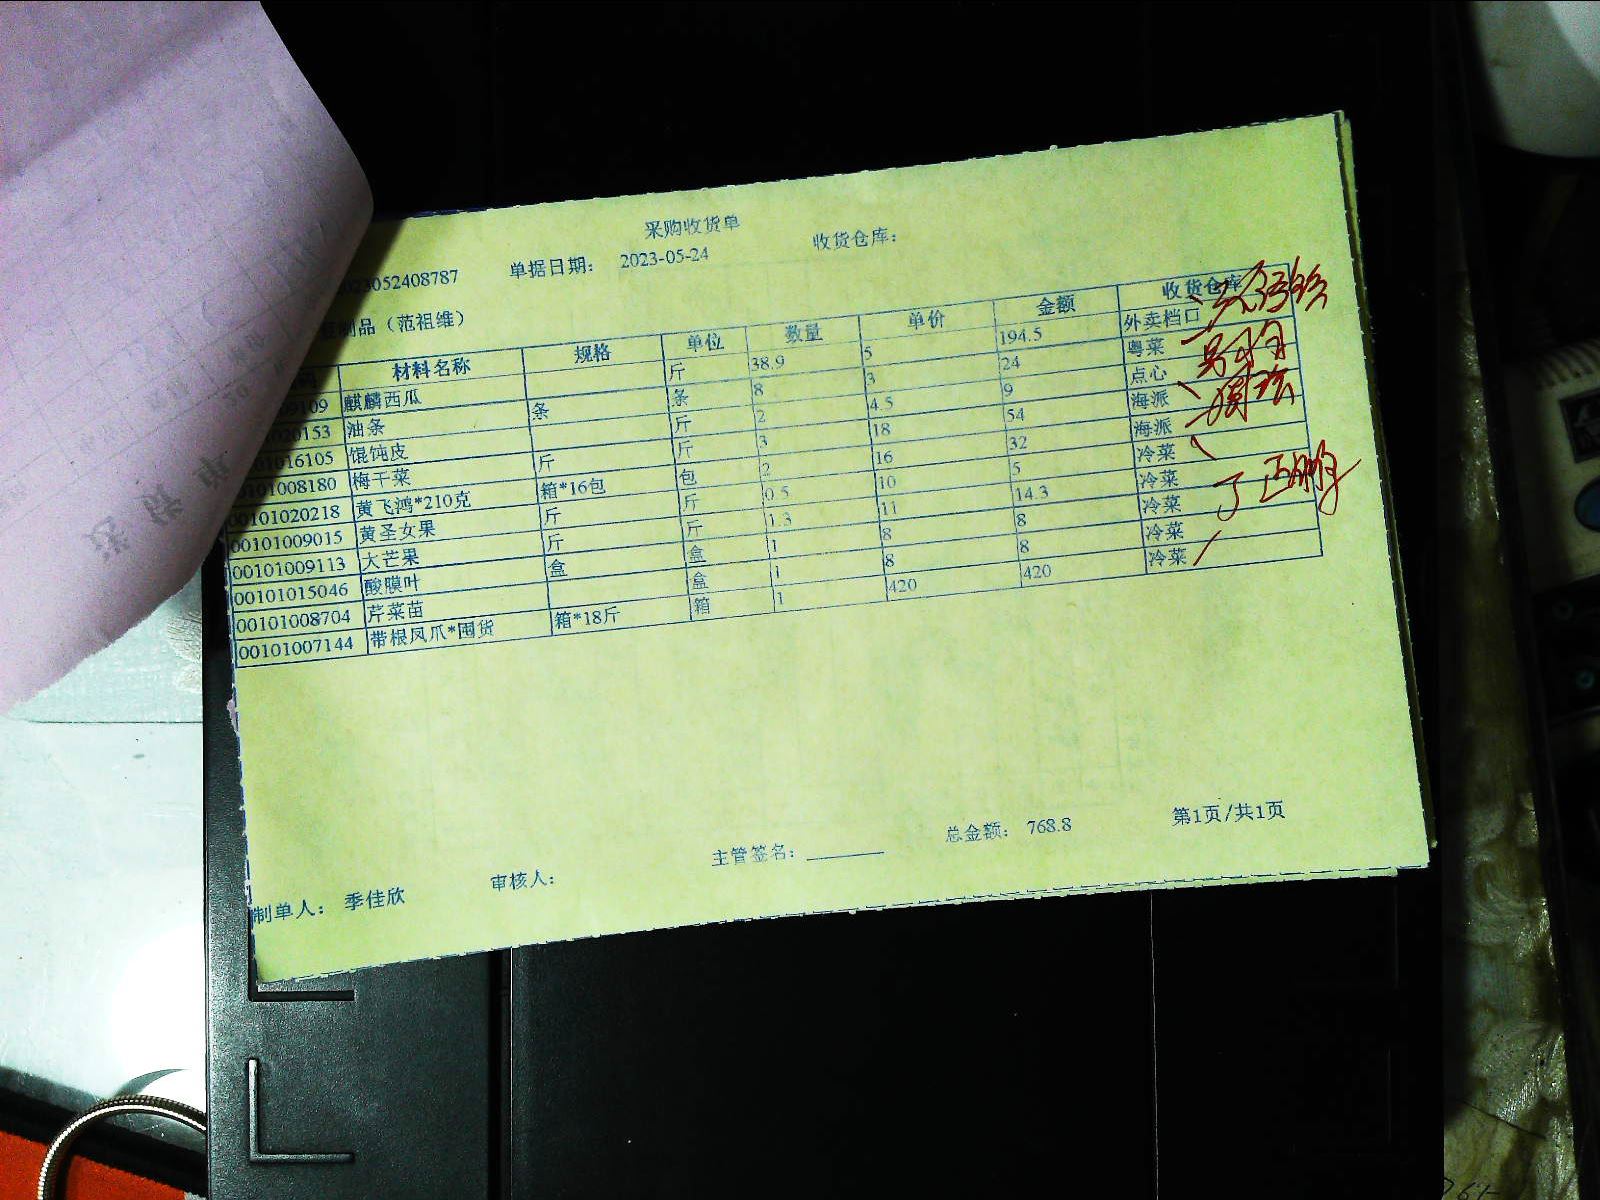 采购收货单
23052408787 单据日期： 2023-05-24 收货仓库：
制品（范祖维）
材料名称 规格 单位 数量 单价 金额 收货仓库
109 麒麟西瓜 斤 38.9 5 194.5 外卖档口
020153 油条 条 条 8 3 24 粤菜
01016105 馄饨皮 斤 2 4.5 9 点心
0101008180 梅干菜 斤 斤 3 18 54 海派
00101020218 黄飞鸿*210克 箱*16包 包 2 16 32 海派
00101009015 黄圣女果 斤 斤 0.5 10 5 冷菜
00101009113 大芒果 斤 斤 1.3 11 14.3 冷菜
00101015046 酸膜叶 盒 盒 1 8 8 冷菜
00101008704 芹菜苗 盒 1 8 8 冷菜
00101007144 带根凤爪*囤货 箱*18斤 箱 1 420 420 冷菜
总金额： 768.8 第1页/共1页
制单人： 季佳欣 审核人： 主管签名：